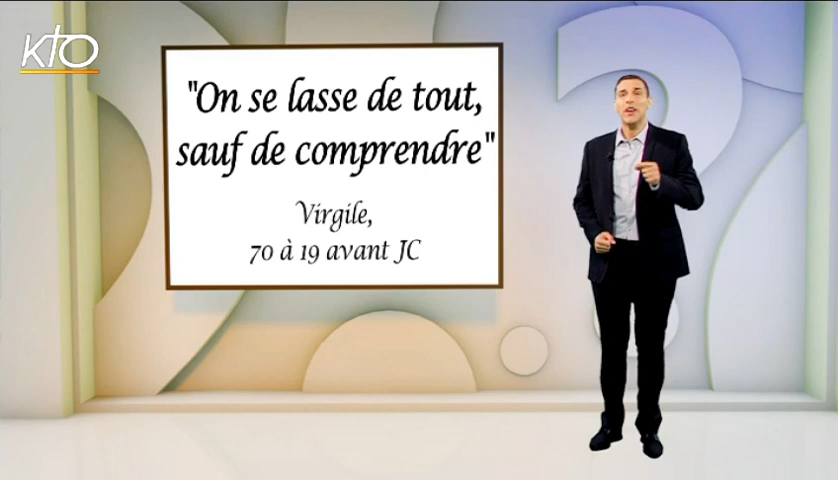 KTO
"On se lasse de tout,
sauf de comprendre"
Virgile,
70 à 19 avant JC